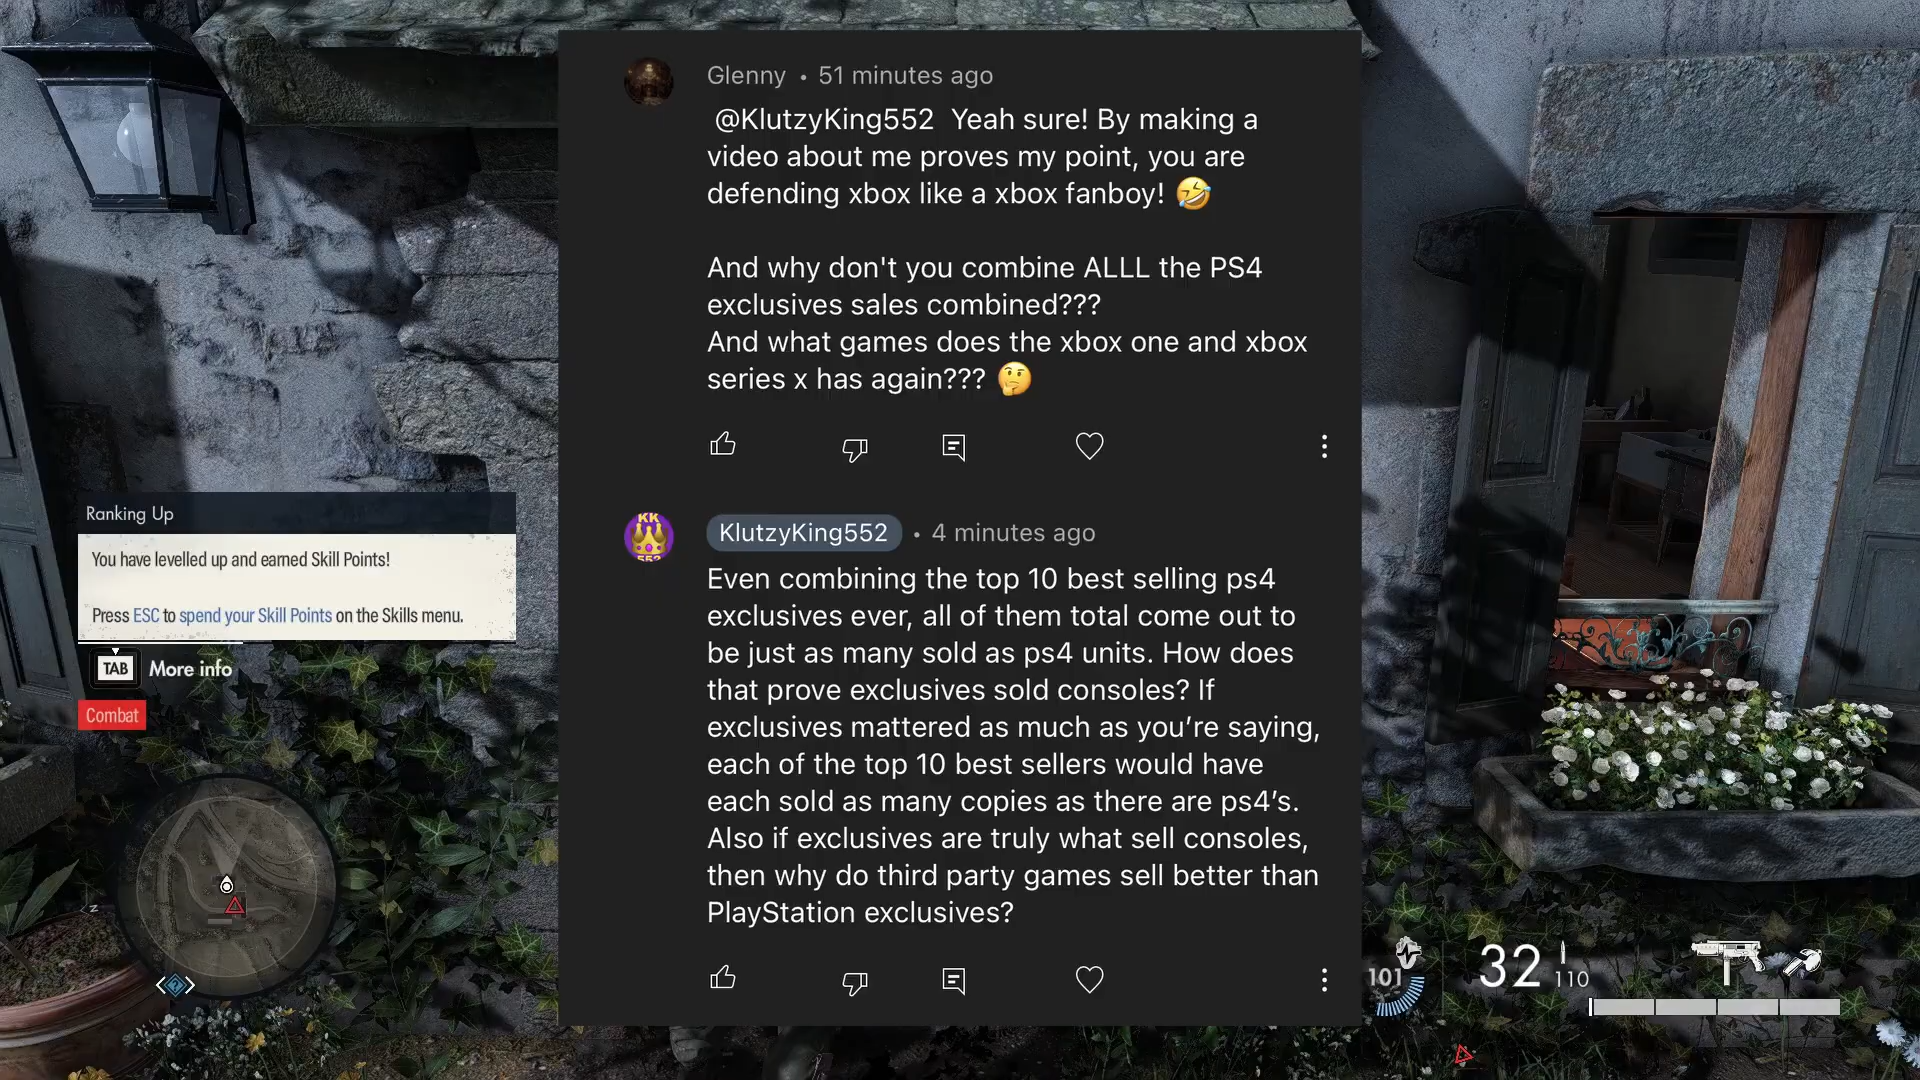 Glenny • 51 minutes ago
@KlutzyKing552 Yeah sure! By making a
video about me proves my point, you are
defending xbox like a xbox fanboy! 🤣
And why don't you combine ALLL the PS4
exclusives sales combined???
And what games does the xbox one and xbox
series x has again??? 🤔
KK
552
KlutzyKing552 • 4 minutes ago
Even combining the top 10 best selling ps4
exclusives ever, all of them total come out to
be just as many sold as ps4 units. How does
that prove exclusives sold consoles? If
exclusives mattered as much as you’re saying,
each of the top 10 best sellers would have
each sold as many copies as there are ps4’s.
Also if exclusives are truly what sell consoles,
then why do third party games sell better than
PlayStation exclusives?
Ranking Up
You have levelled up and earned Skill Points!
Press ESC to spend your Skill Points on the Skills menu.
TAB More info
Combat
Z
?
101
32 110